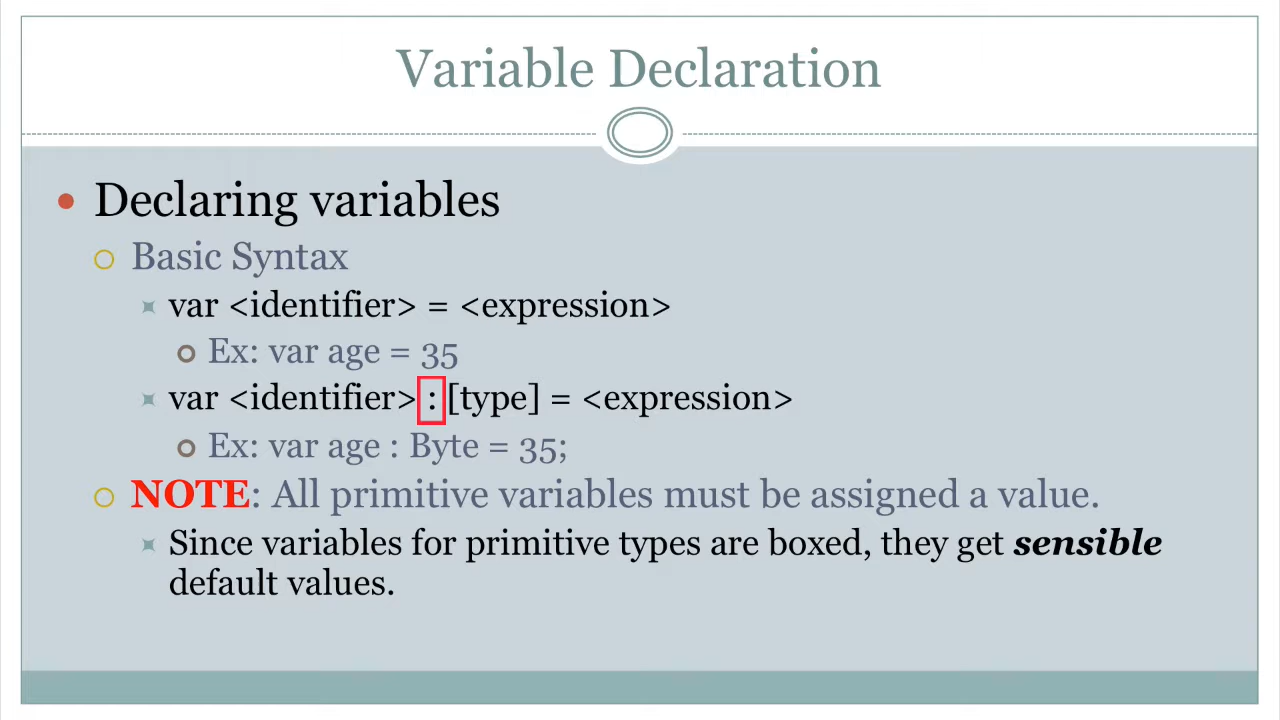 Variable Declaration
Declaring variables
Basic Syntax
var <identifier> = <expression>
Ex: var age = 35
var <identifier> : [type] = <expression>
Ex: var age : Byte = 35;
NOTE: All primitive variables must be assigned a value.
Since variables for primitive types are boxed, they get sensible
default values.